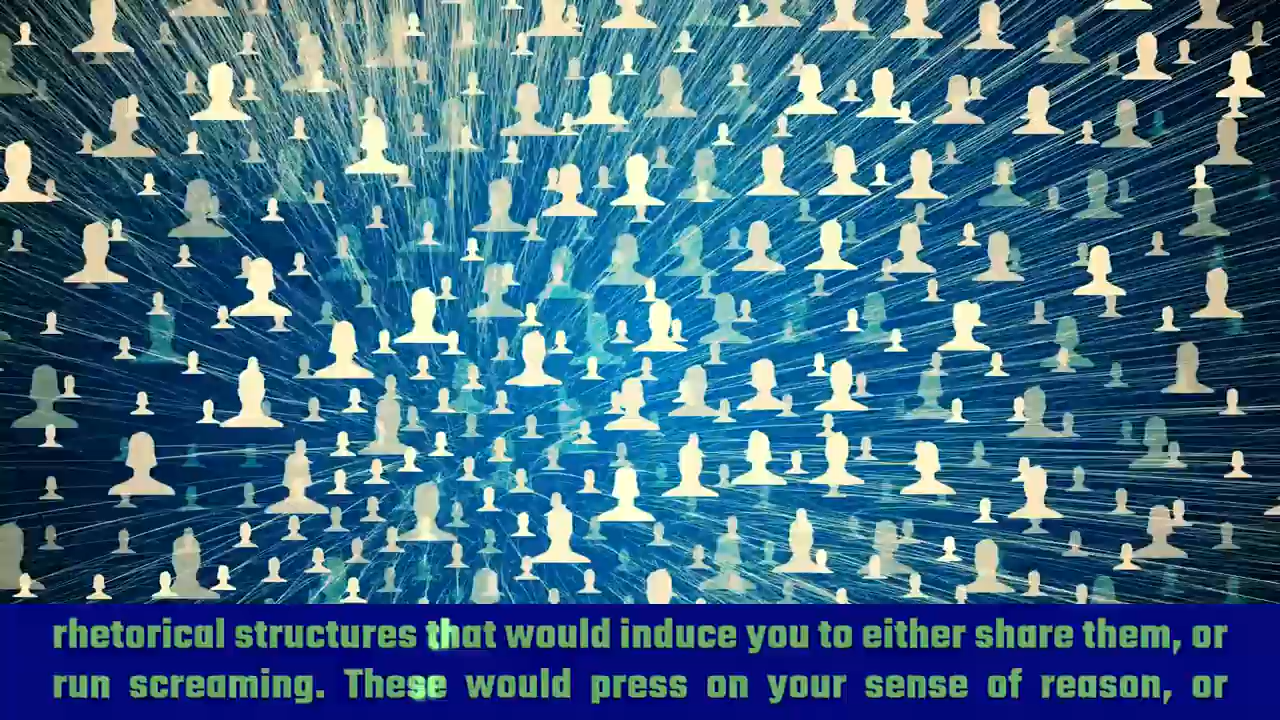 rhetorical structures that would induce you to either share them, or
run screaming. These would press on your sense of reason, or